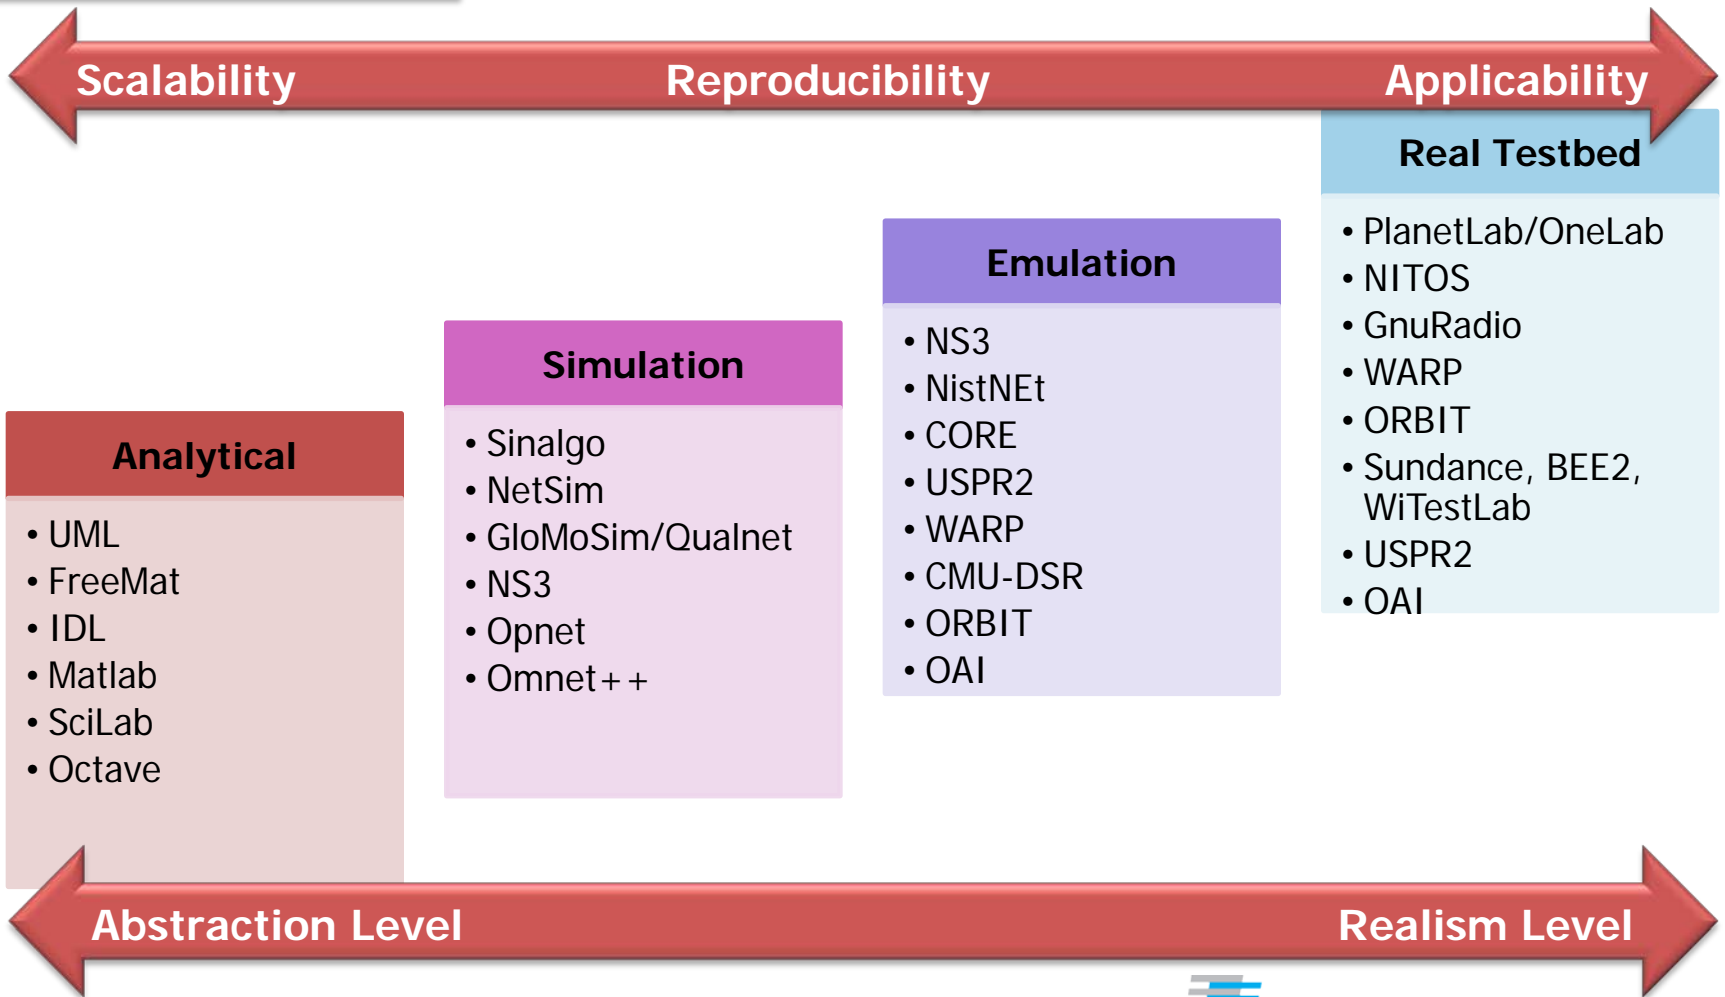 Scalability Reproducibility Applicability
Analytical
• UML
• FreeMat
• IDL
• Matlab
• SciLab
• Octave
Simulation
• Sinalgo
• NetSim
• GloMoSim/Qualnet
• NS3
• Opnet
• Omnet++
Emulation
• NS3
• NistNEt
• CORE
• USPR2
• WARP
• CMU-DSR
• ORBIT
• OAI
Real Testbed
• PlanetLab/OneLab
• NITOS
• GnuRadio
• WARP
• ORBIT
• Sundance, BEE2,
WiTestLab
• USPR2
• OAI
Abstraction Level Realism Level